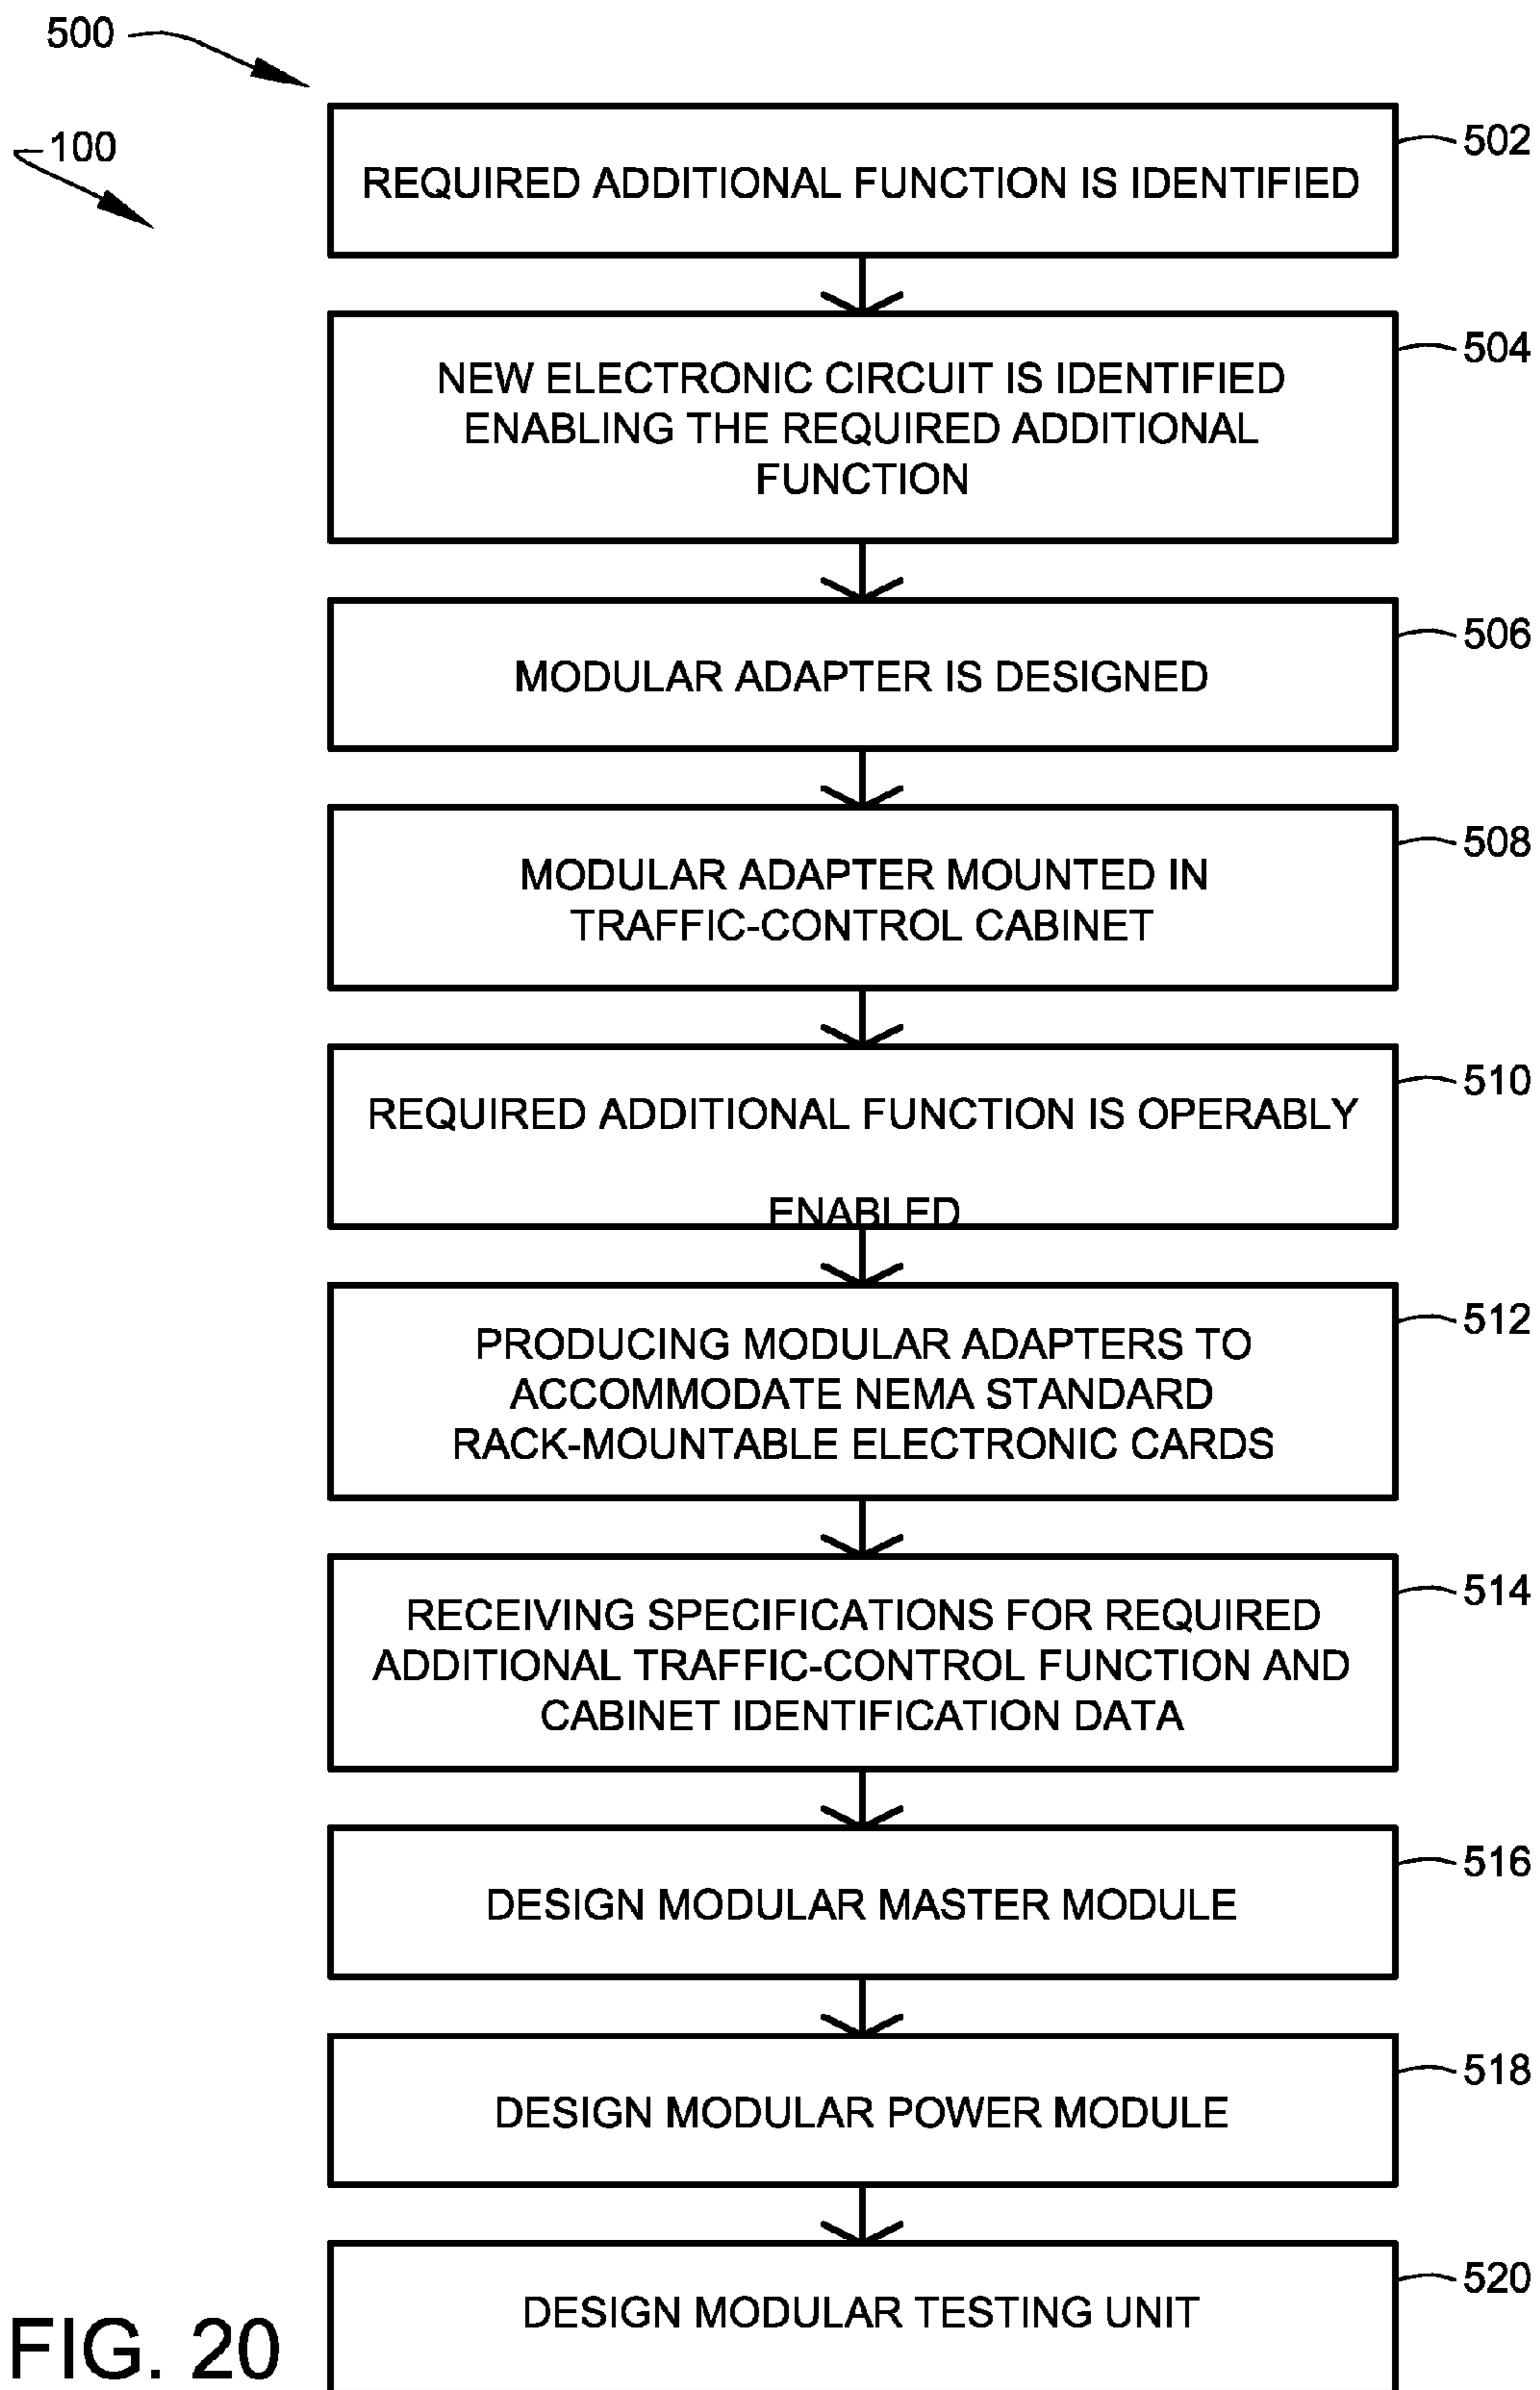 500
100
502
REQUIRED ADDITIONAL FUNCTION IS IDENTIFIED
504
NEW ELECTRONIC CIRCUIT IS IDENTIFIED
ENABLING THE REQUIRED ADDITIONAL
FUNCTION
506
MODULAR ADAPTER IS DESIGNED
508
MODULAR ADAPTER MOUNTED IN
TRAFFIC-CONTROL CABINET
510
REQUIRED ADDITIONAL FUNCTION IS OPERABLY
ENABLED
512
PRODUCING MODULAR ADAPTERS TO
ACCOMMODATE NEMA STANDARD
RACK-MOUNTABLE ELECTRONIC CARDS
514
RECEIVING SPECIFICATIONS FOR REQUIRED
ADDITIONAL TRAFFIC-CONTROL FUNCTION AND
CABINET IDENTIFICATION DATA
516
DESIGN MODULAR MASTER MODULE
518
DESIGN MODULAR POWER MODULE
520
DESIGN MODULAR TESTING UNIT
FIG. 20